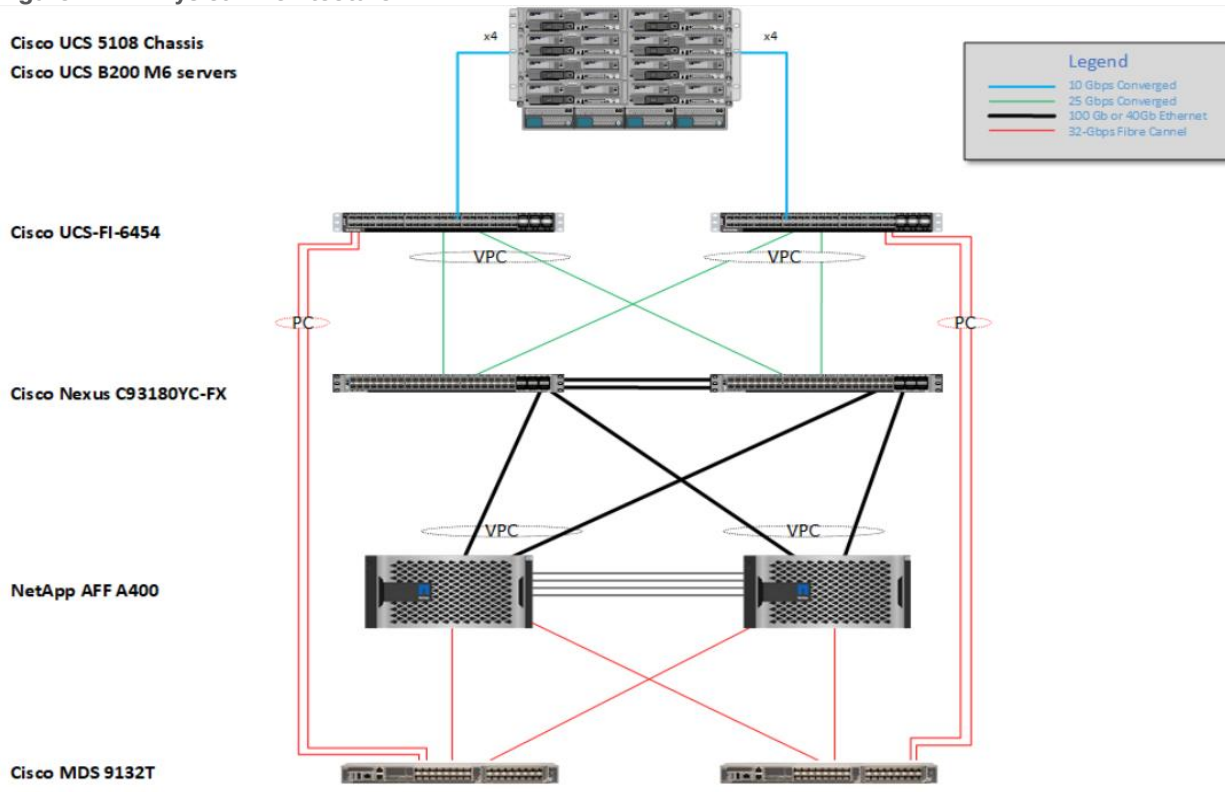 Cisco UCS 5108 Chassis
Cisco UCS B200 M6 servers
x4
x4
Legend
10 Gbps Converged
25 Gbps Converged
100 Gb or 40Gb Ethernet
32-Gbps Fibre Cannel
Cisco UCS-FI-6454
VPC
VPC
PC
PC
Cisco Nexus C93180YC-FX
VPC
VPC
NetApp AFF A400
Cisco MDS 9132T